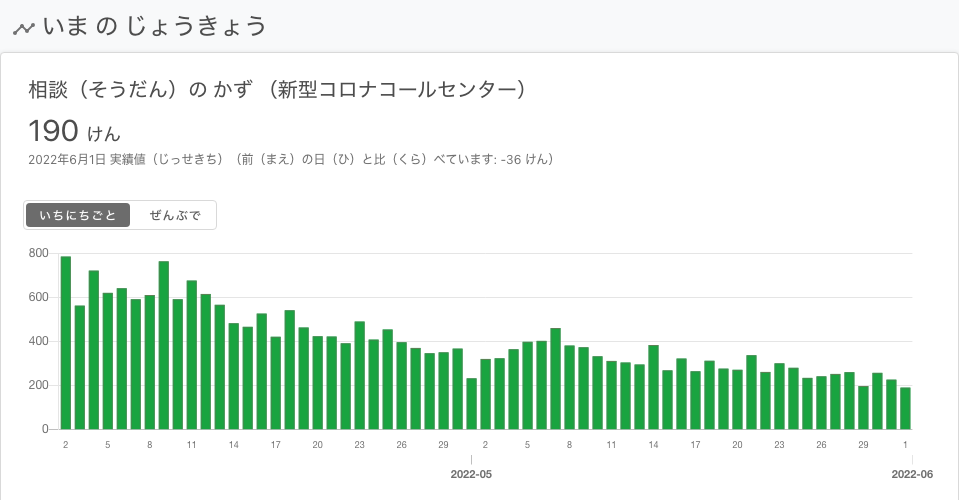 いま の じょうきょう
相談（そうだん）の かず （新型コロナコールセンター）
190 けん
2022年6月1日 実績値（じっせきち）（前（まえ）の日（ひ）と比（くら）べています: -36 けん）
いちにちごと ぜんぶで
800
600
400
200
0
2 5 8 11 14 17 20 23 26 29 2 5 8 11 14 17 20 23 26 29 1
2022-05 2022-06